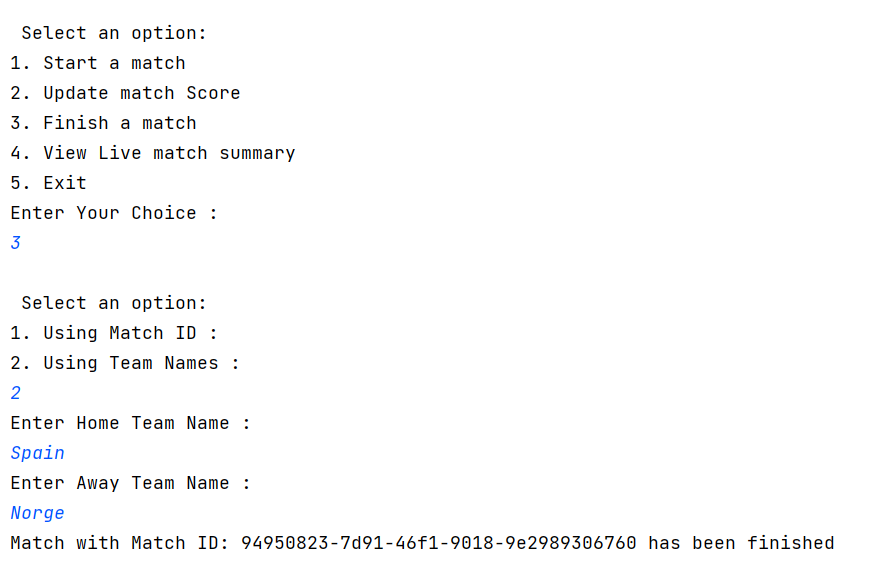 Select an option:
1. Start a match
2. Update match Score
3. Finish a match
4. View Live match summary
5. Exit
Enter Your Choice :
3
Select an option:
1. Using Match ID :
2. Using Team Names :
2
Enter Home Team Name :
Spain
Enter Away Team Name :
Norge
Match with Match ID: 94950823-7d91-46f1-9018-9e2989306760 has been finished